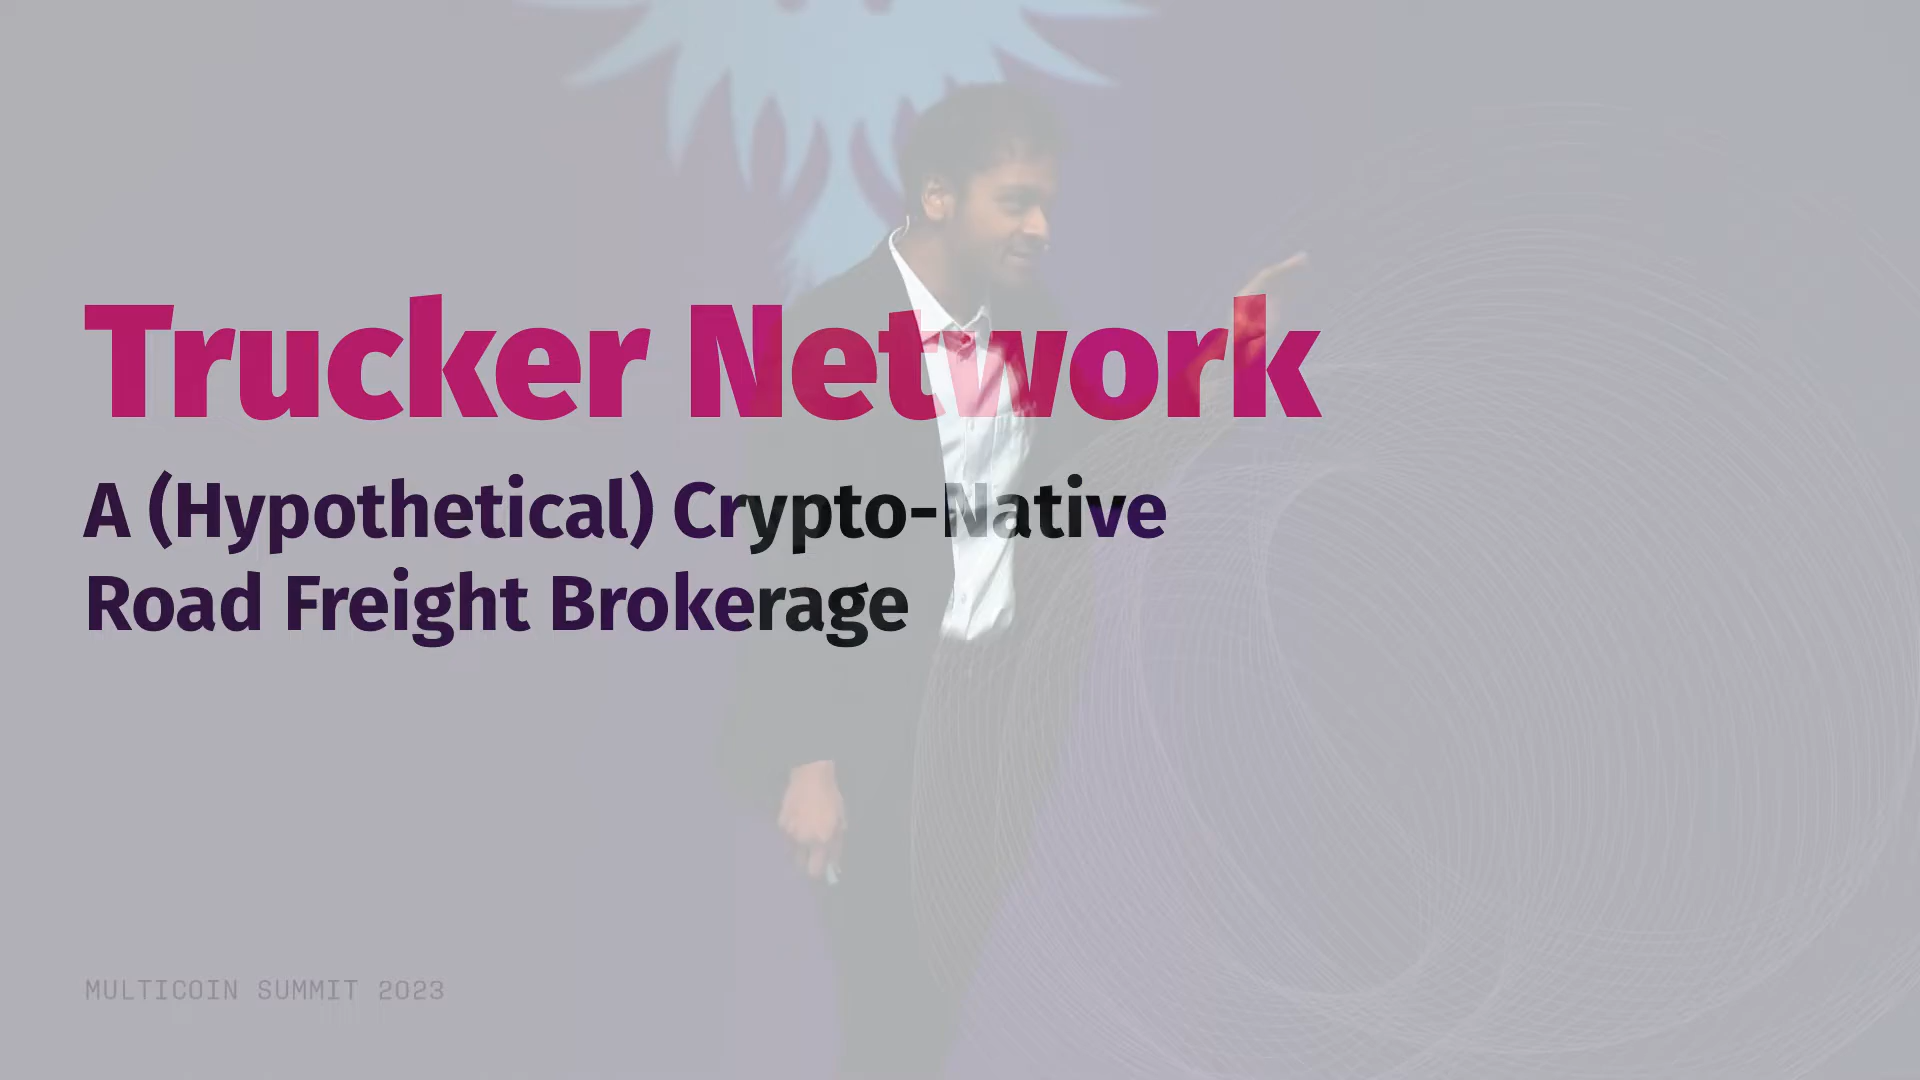 Trucker Network
A (Hypothetical) Crypto-Native
Road Freight Brokerage
MULTICOIN SUMMIT 2023